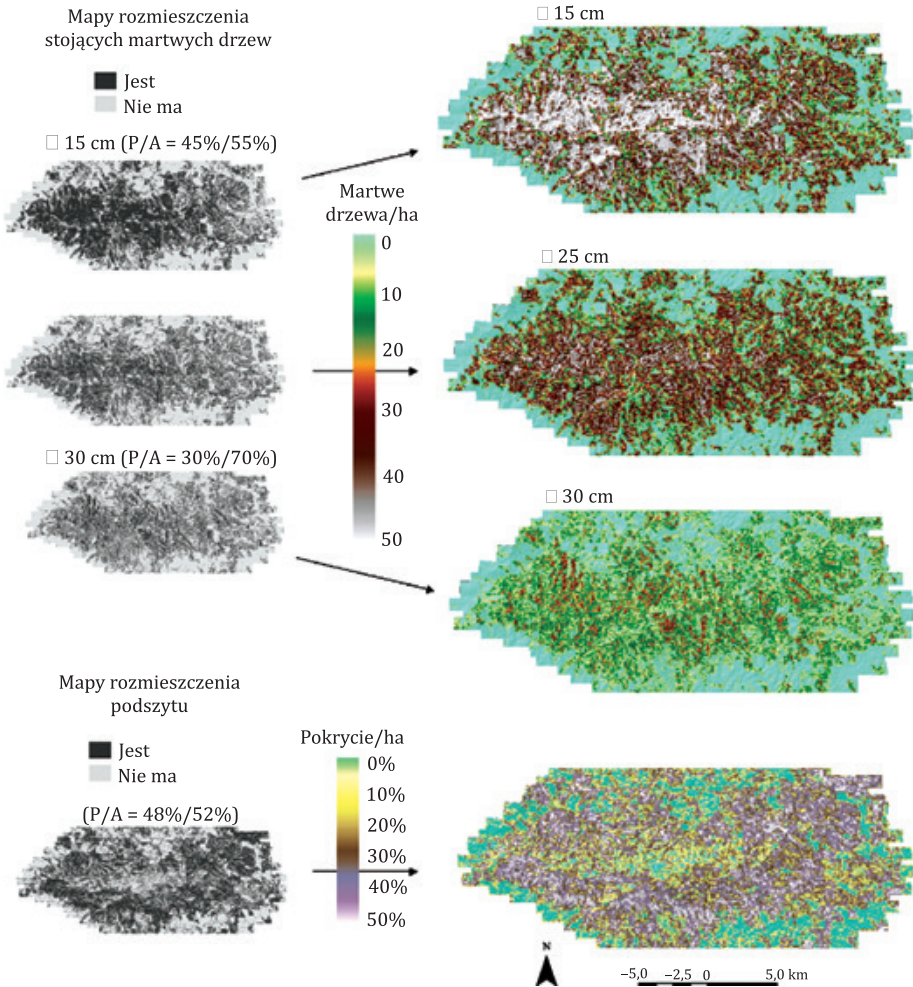 Mapy rozmieszczenia
stojących martwych drzew
Jest
Nie ma
□ 15 cm (P/A = 45%/55%)
□ 30 cm (P/A = 30%/70%)
Martwe
drzewa/ha
0
10
20
30
40
50
□ 15 cm
□ 25 cm
□ 30 cm
Mapy rozmieszczenia
podszytu
Jest
Nie ma
(P/A = 48%/52%)
Pokrycie/ha
0%
10%
20%
30%
40%
50%
N
–5,0 –2,5 0 5,0 km